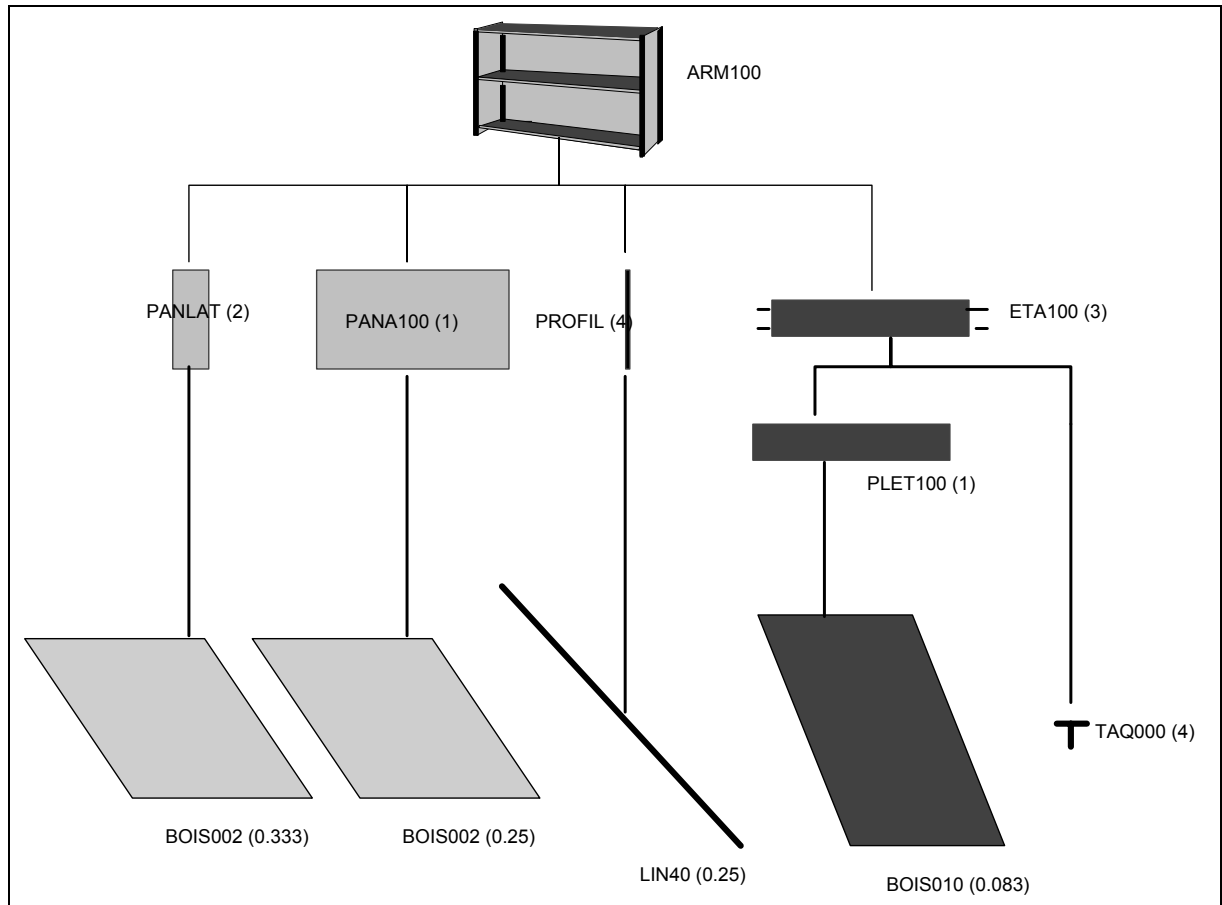 ARM100
PANLAT (2)
PANA100 (1)
PROFIL (4)
ETA100 (3)
PLET100 (1)
TAQ000 (4)
BOIS002 (0.333)
BOIS002 (0.25)
LIN40 (0.25)
BOIS010 (0.083)